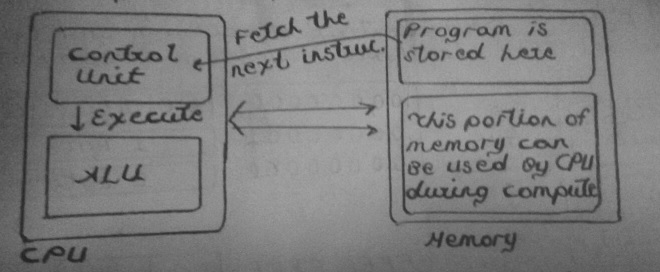 Control
Unit
↓ Execute
ALU
CPU
Fetch the
next instruc.
Program is
stored here
This portion of
memory can
Be used By CPU
during compute
Memory